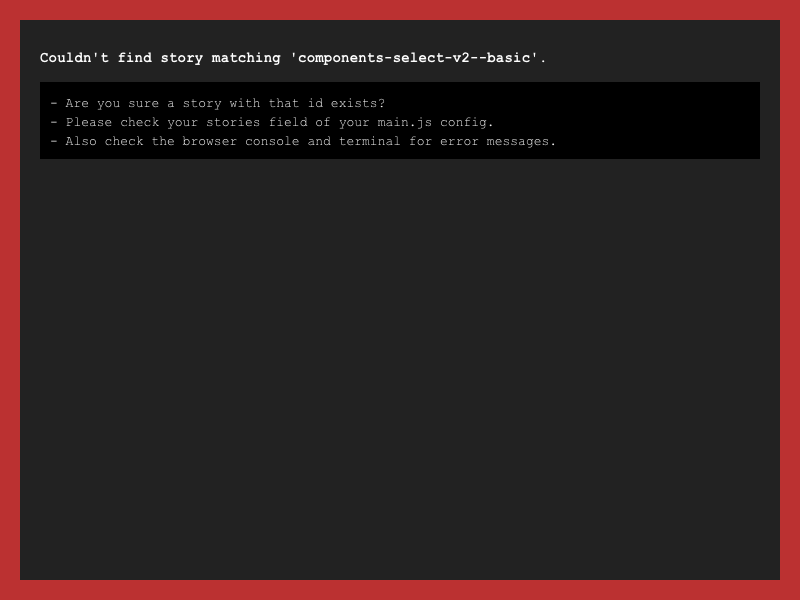 Couldn't find story matching 'components-select-v2--basic'.
- Are you sure a story with that id exists?
- Please check your stories field of your main.js config.
- Also check the browser console and terminal for error messages.